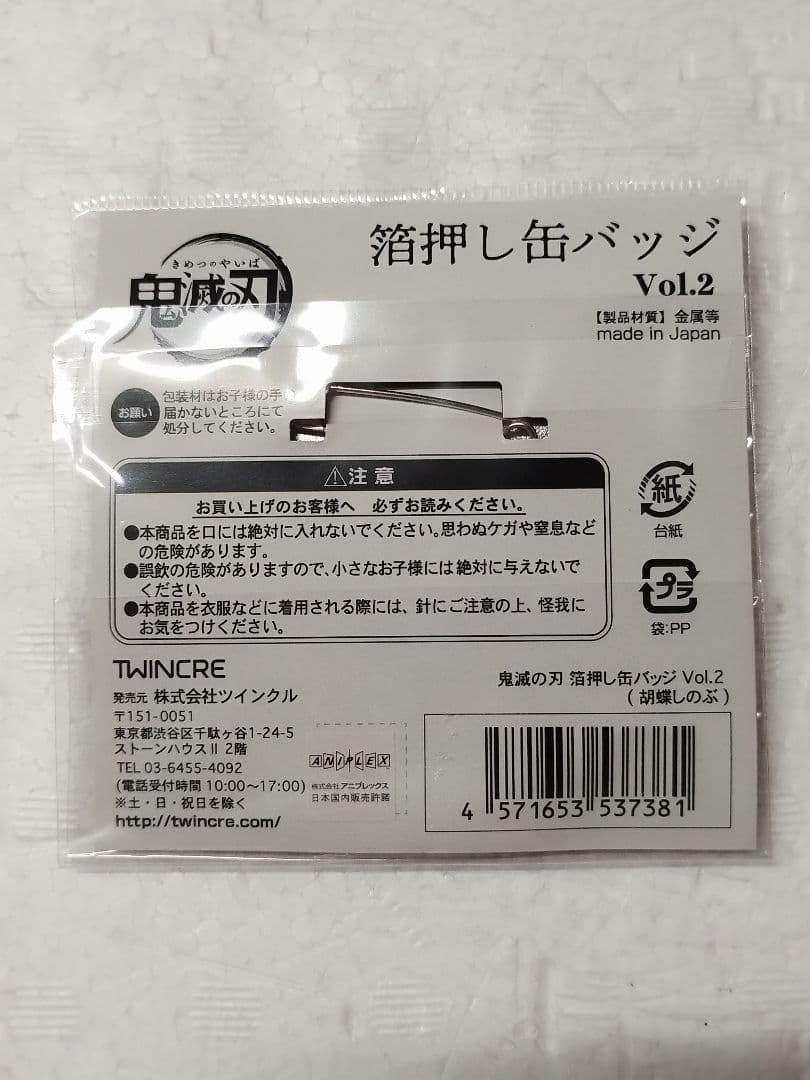 きめつのやいば
鬼滅の刃
箔押し缶バッジ
Vol.2
【製品材質】金属等
made in Japan
お願い
包装材はお子様の手の
届かないところにて
処分してください。
⚠注意
お買い上げのお客様へ 必ずお読みください。
●本商品を口には絶対に入れないでください。思わぬケガや窒息など
の危険があります。
●誤飲の危険がありますので、小さなお子様には絶対に与えないで
ください。
●本商品を衣服などに着用される際には、針にご注意の上、怪我に
お気をつけください。
紙
台紙
プラ
袋:PP
TWINCRE
発売元 株式会社ツインクル
〒151-0051
東京都渋谷区千駄ヶ谷1-24-5
ストーンハウスⅡ 2階
TEL 03-6455-4092
(電話受付時間 10:00～17:00)
※土・日・祝日を除く
http://twincre.com/
ANIPLEX
株式会社 アニプレックス
日本国内販売許諾
鬼滅の刃 箔押し缶バッジ Vol.2
(胡蝶しのぶ)
4 571653 537381